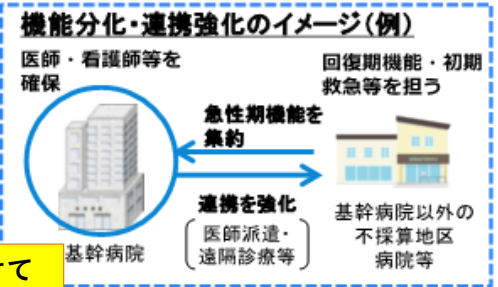 機能分化・連携強化のイメージ（例）
医師・看護師等を
確保
回復期機能・初期
救急等を担う
急性期機能を
集約
連携を強化
医師派遣・
遠隔診療等
基幹病院
基幹病院以外の
不採算地区
病院等
けて